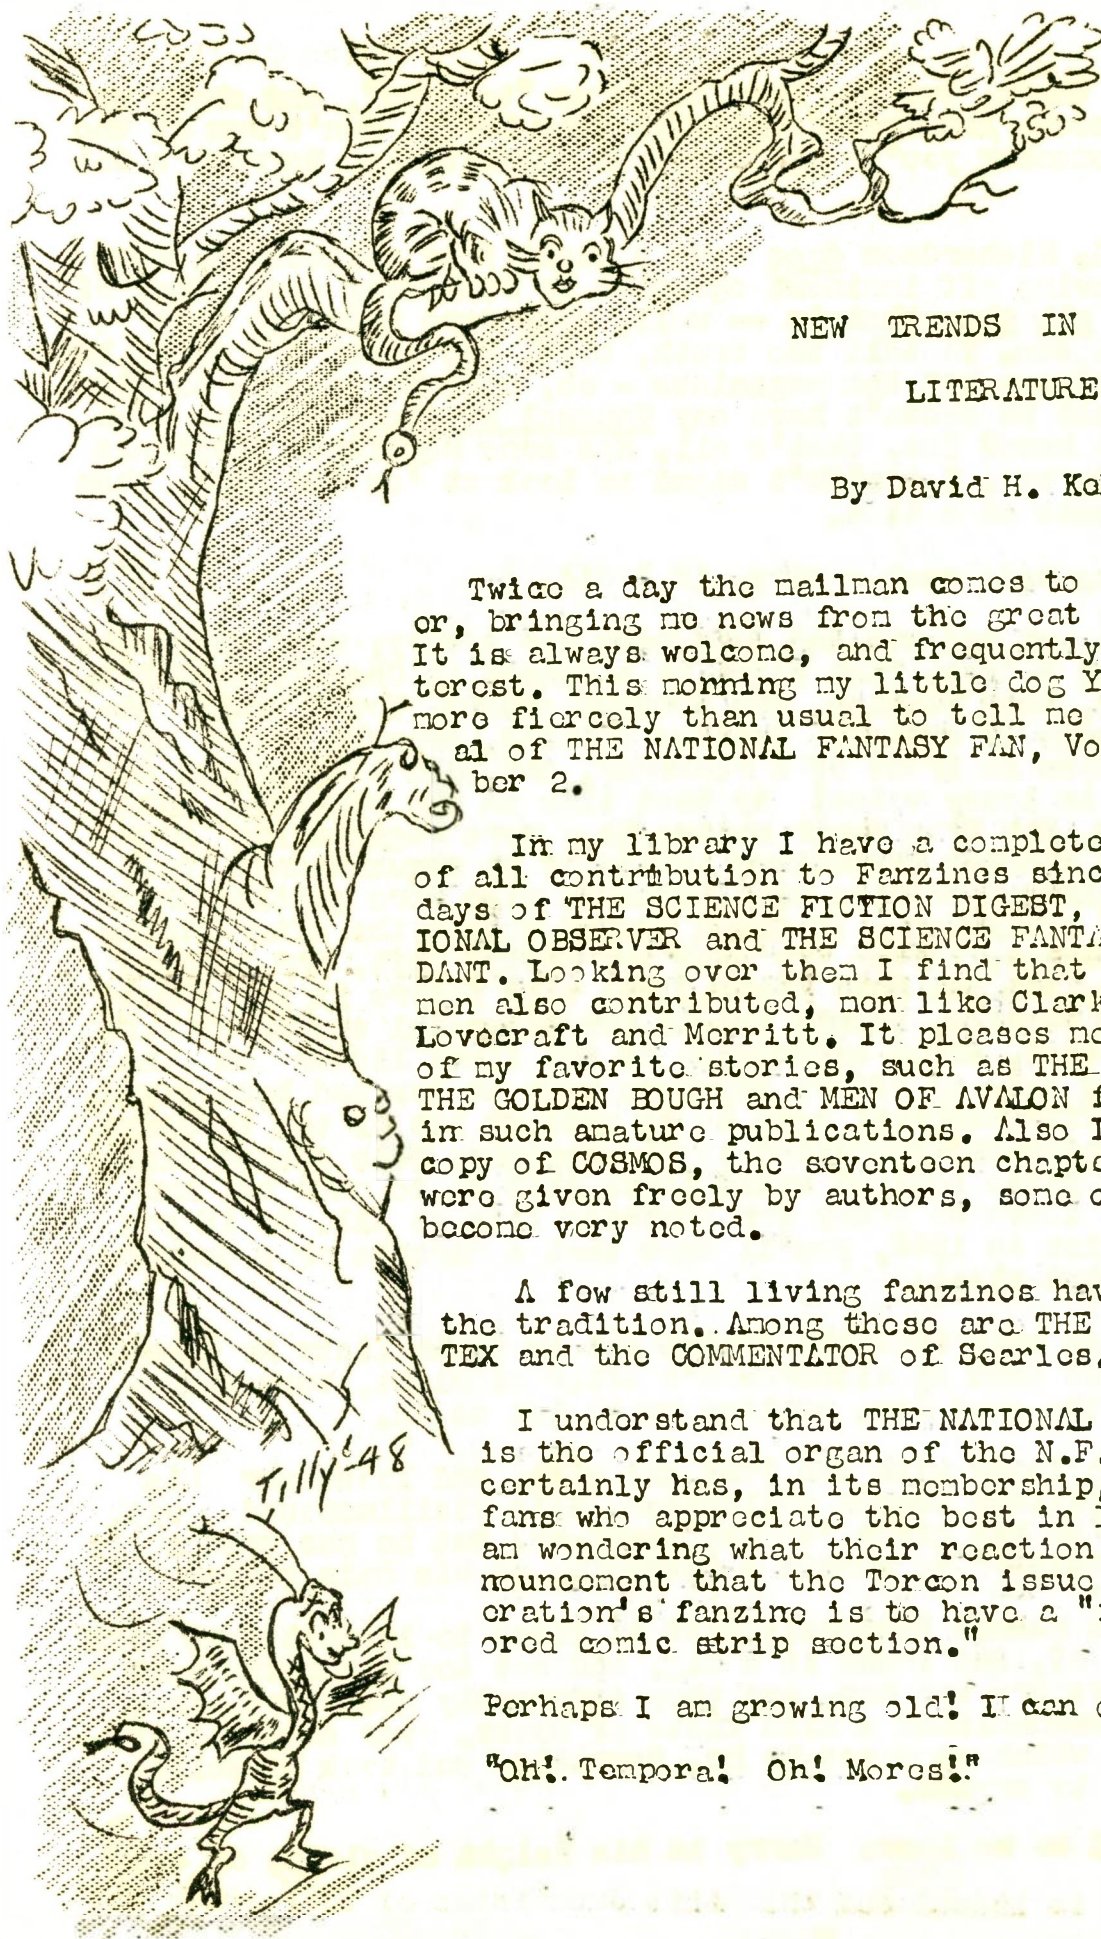 NEW TRENDS IN
LITERATURE
By David H. Ke
Twice a day the mailman comes to
or, bringing me news from the great
It is always welcome, and frequently
terest. This morning my little dog Y
more fiercely than usual to tell me
al of THE NATIONAL FANTASY FAN, Vo
ber 2.
In my library I have a complete
of all contribution to Fanzines sinc
days of THE SCIENCE FICTION DIGEST,
IONAL OBSERVER and THE SCIENCE FANTA
DANT. Looking over them I find that
men also contributed, men like Clark
Lovecraft and Merritt. It pleases me
of my favorite stories, such as THE
THE GOLDEN BOUGH and MEN OF AVALON f
in such amature publications. Also I
copy of COSMOS, the seventeen chapte
were given freely by authors, some o
become very noted.
A few still living fanzines hav
the tradition. Among these are THE
TEX and the COMMENTATOR of Searles.
I understand that THE NATIONAL
is the official organ of the N.F.
certainly has, in its membership,
fans who appreciate the best in l
am wondering what their reaction
nouncement that the Torcon issue
eration's fanzine is to have a "
ored comic strip section."
Perhaps I am growing old! I can
"Oh! Tempora! Oh! Mores!"
Tilly '48